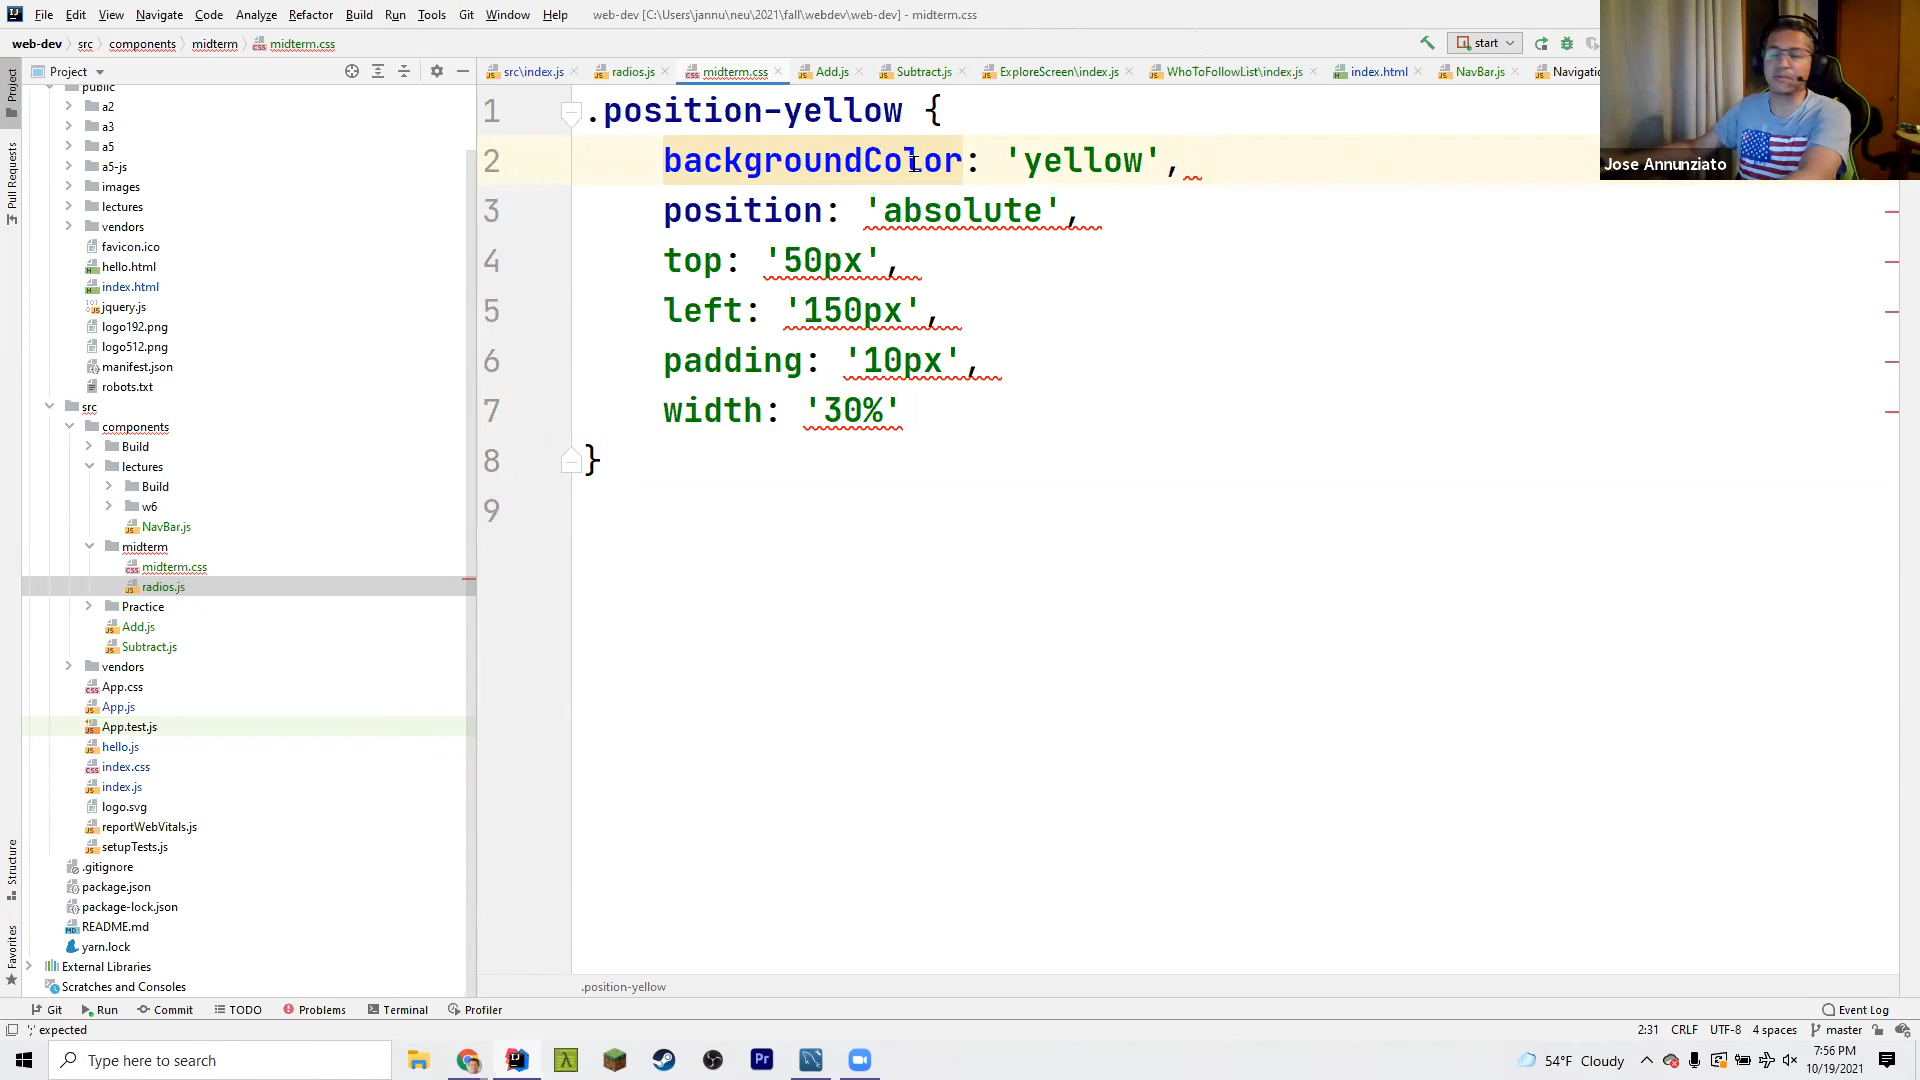 File Edit View Navigate Code Analyze Refactor Build Run Tools Git Window Help web-dev [C:\Users\jannu\neu\2021\fall\webdev\web-dev] - midterm.css
web-dev src components midterm midterm.css start
Project src\index.js radios.js midterm.css Add.js Subtract.js ExploreScreen\index.js WhoToFollowList\index.js index.html NavBar.js Navigatio
Project
Pull Requests
Structure
Favorites
public
a2
a3
a5
a5-js
images
lectures
vendors
favicon.ico
hello.html
index.html
jquery.js
logo192.png
logo512.png
manifest.json
robots.txt
src
components
Build
lectures
Build
w6
NavBar.js
midterm
midterm.css
radios.js
Practice
Add.js
Subtract.js
vendors
App.css
App.js
App.test.js
hello.js
index.css
index.js
logo.svg
reportWebVitals.js
setupTests.js
.gitignore
package.json
package-lock.json
README.md
yarn.lock
External Libraries
Scratches and Consoles
1 .position-yellow {
2 backgroundColor: 'yellow',
3 position: 'absolute',
4 top: '50px',
5 left: '150px',
6 padding: '10px',
7 width: '30%'
8 }
9
Jose Annunziato
.position-yellow
Git Run Commit TODO Problems Terminal Profiler Event Log
';' expected 2:31 CRLF UTF-8 4 spaces master
Type here to search
54°F Cloudy
7:56 PM
10/19/2021